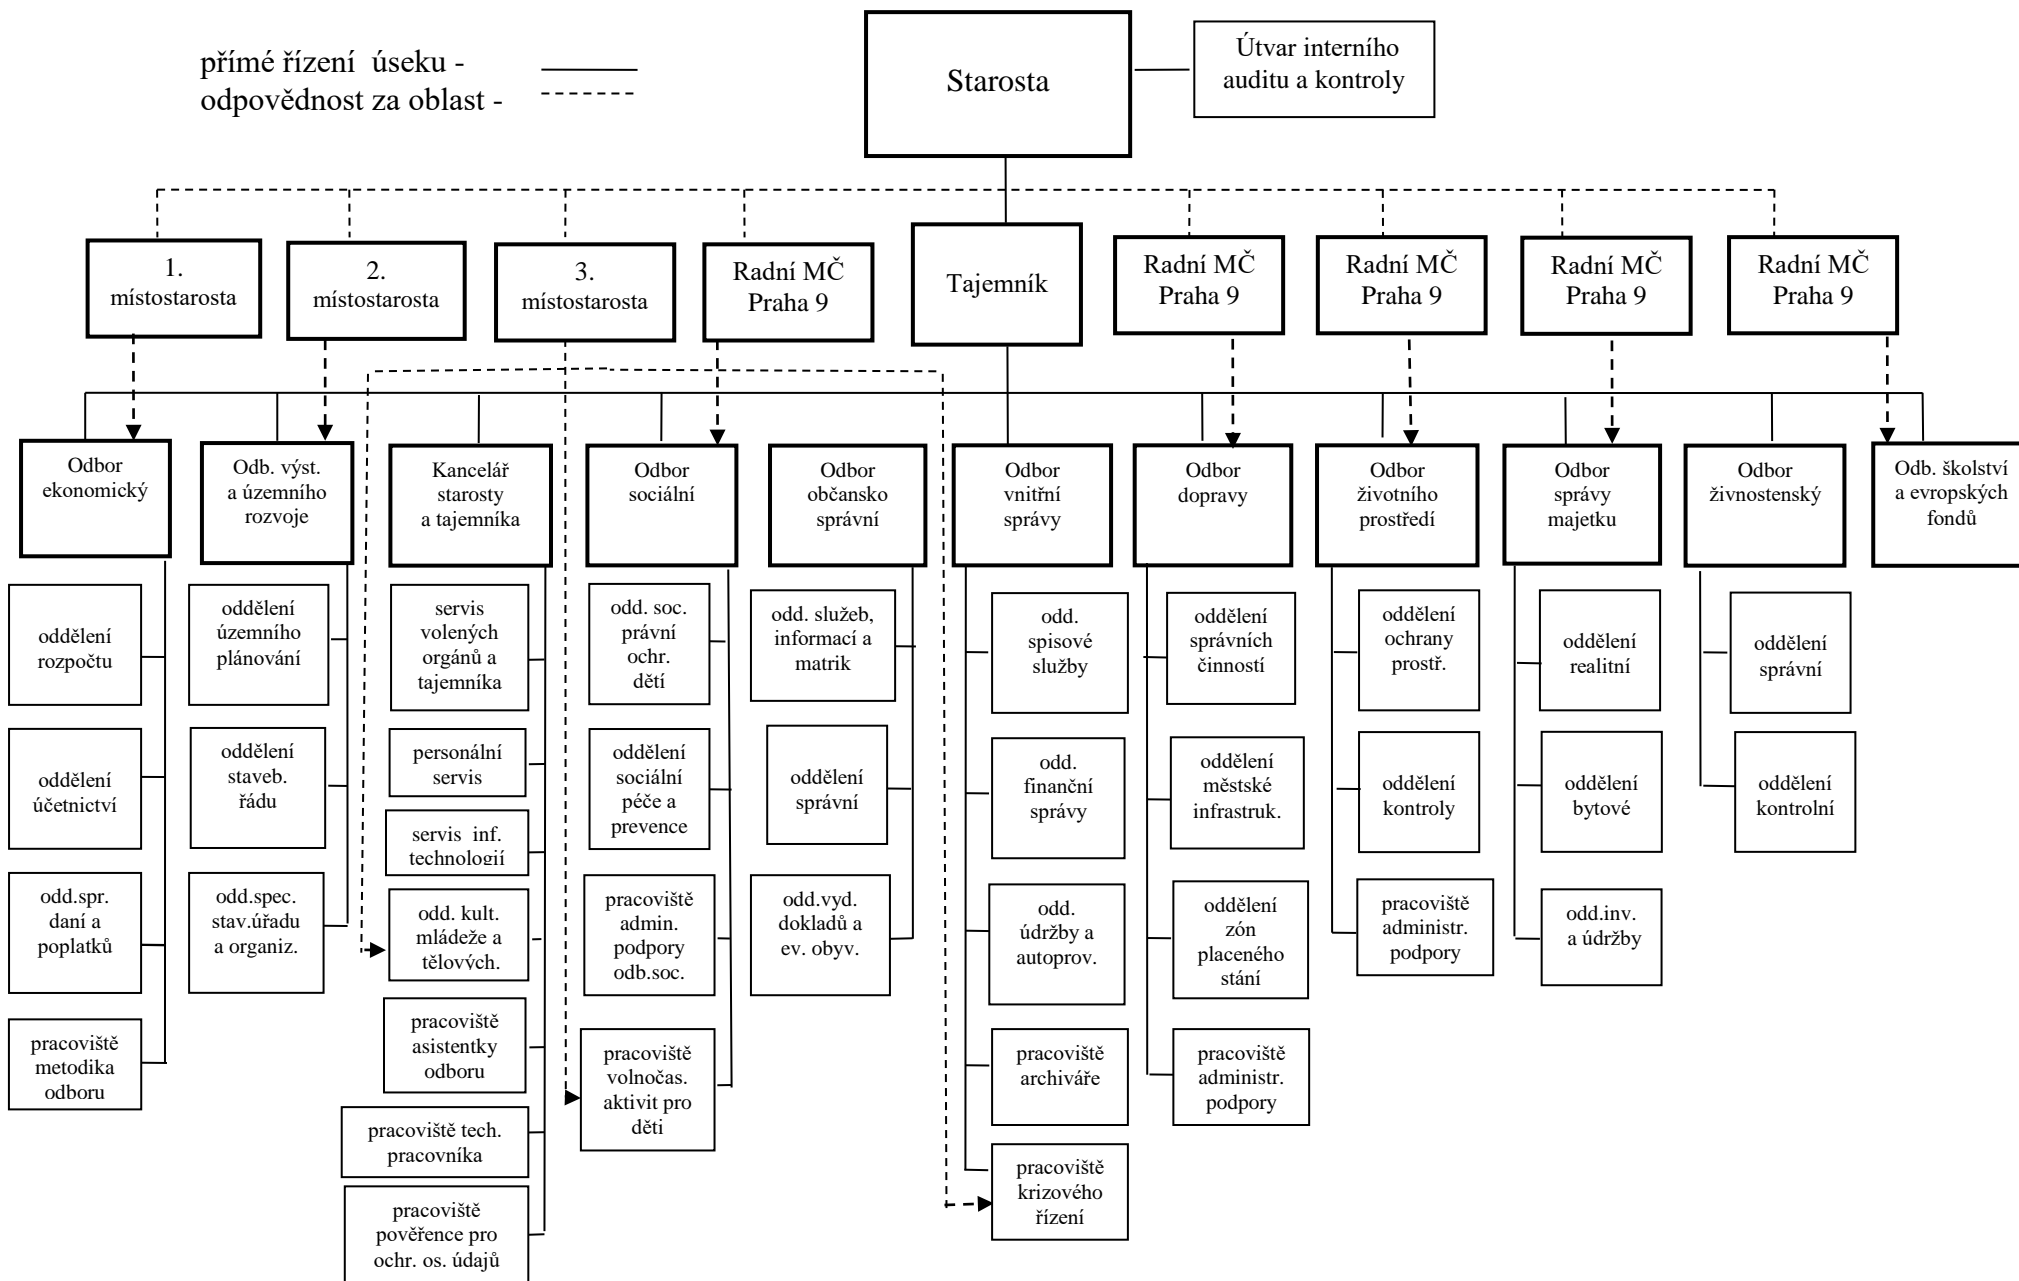 přímé řízení  úseku -
odpovědnost za oblast -
Starosta
Útvar interního
auditu a kontroly
1.
místostarosta
2.
místostarosta
3.
místostarosta
Radní MČ
Praha 9
Tajemník
Radní MČ
Praha 9
Radní MČ
Praha 9
Radní MČ
Praha 9
Radní MČ
Praha 9
Odbor
ekonomický
Odb. výst.
a územního
rozvoje
Kancelář
starosty
a tajemníka
Odbor
sociální
Odbor
občansko
správní
Odbor
vnitřní
správy
Odbor
dopravy
Odbor
životního
prostředí
Odbor
správy
majetku
Odbor
živnostenský
Odb. školství
a evropských
fondů
oddělení
rozpočtu
oddělení
účetnictví
odd.spr.
daní a
poplatků
pracoviště
metodika
odboru
oddělení
územního
plánování
oddělení
staveb.
řádu
odd.spec.
stav.úřadu
a organiz.
servis
volených
orgánů a
tajemníka
personální
servis
servis  inf.
technologií
odd. kult.
mládeže a
tělových.
pracoviště
asistentky
odboru
pracoviště tech.
pracovníka
pracoviště
pověřence pro
ochr. os. údajů
odd. soc.
právní
ochr.
dětí
oddělení
sociální
péče a
prevence
pracoviště
admin.
podpory
odb.soc.
pracoviště
volnočas.
aktivit pro
děti
odd. služeb,
informací a
matrik
oddělení
správní
odd.vyd.
dokladů a
ev. obyv.
odd.
spisové
služby
odd.
finanční
správy
odd.
údržby a
autoprov.
pracoviště
archiváře
pracoviště
krizového
řízení
oddělení
správních
činností
oddělení
městské
infrastruk.
oddělení
zón
placeného
stání
pracoviště
administr.
podpory
oddělení
ochrany
prostř.
oddělení
kontroly
pracoviště
administr.
podpory
oddělení
realitní
oddělení
bytové
odd.inv.
a údržby
oddělení
správní
oddělení
kontrolní